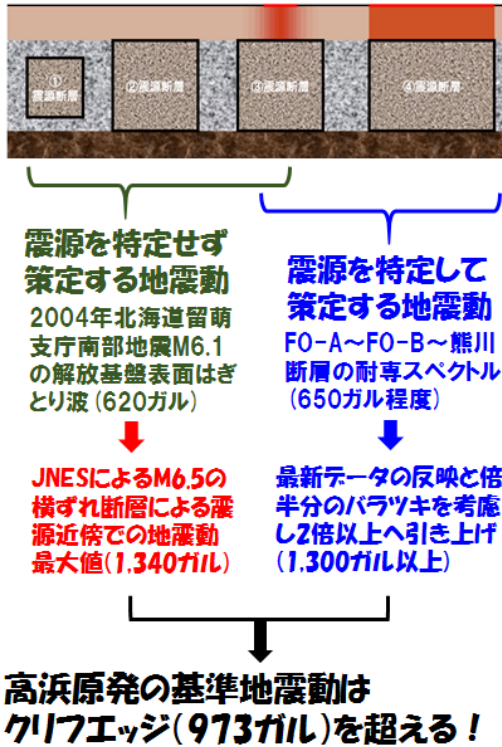 ①
震源断層
②震源断層
③震源断層
④震源断層
震源を特定せず
策定する地震動
2004年北海道留萌
支庁南部地震M6.1
の解放基盤表面はぎ
とり波(620ガル)
JNESによるM6.5の
横ずれ断層による震
源近傍での地震動
最大値(1,340ガル)
震源を特定して
策定する地震動
FO-A～FO-B～熊川
断層の耐専スペクトル
(650ガル程度)
最新データの反映と倍
半分のバラツキを考慮
し2倍以上へ引き上げ
(1,300ガル以上)
高浜原発の基準地震動は
クリフエッジ(973ガル)を超える！